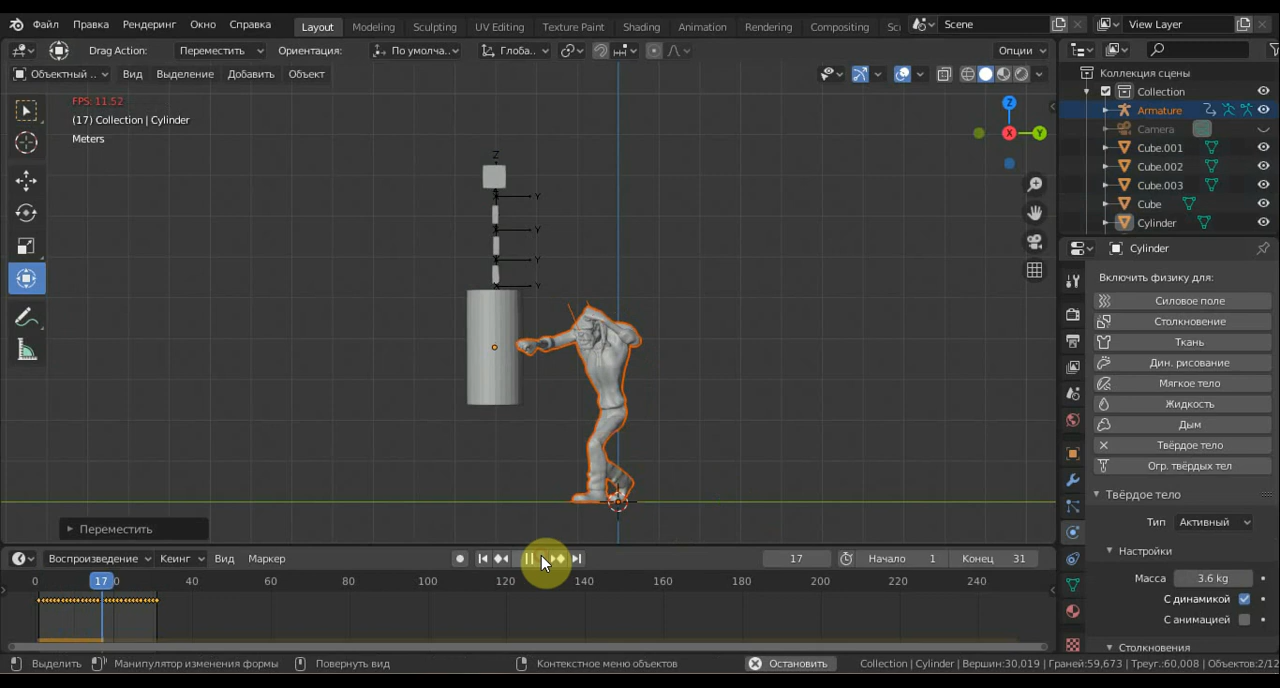 Файл Правка Рендеринг Окно Справка Layout Modeling Sculpting UV Editing Texture Paint Shading Animation Rendering Compositing Sc Scene View Layer
Drag Action: Переместить Ориентация: По умолча.. Глоба.. Опции
Объектный .. Вид Выделение Добавить Объект
Коллекция сцены
Collection
Armature
Camera
Cube.001
Cube.002
Cube.003
Cube
Cylinder
FPS: 11.52
(17) Collection | Cylinder
Meters
Z
Y
X
Z
Y
Y
Y
Y
Cylinder
Включить физику для:
Силовое поле
Столкновение
Ткань
Дин. рисование
Мягкое тело
Жидкость
Дым
Твёрдое тело
Огр. твёрдых тел
Твёрдое тело
Тип Активный
Настройки
Масса 3.6 kg
С динамикой
С анимацией
Столкновения
Переместить
Воспроизведение Кеинг Вид Маркер 17 Начало 1 Конец 31
0 17 40 60 80 100 120 140 160 180 200 220 240
Выделить Манипулятор изменения формы Повернуть вид Контекстное меню объектов Остановить Collection | Cylinder | Вершин:30,019 | Граней:59,673 | Треуг.:60,008 | Объектов:2/12